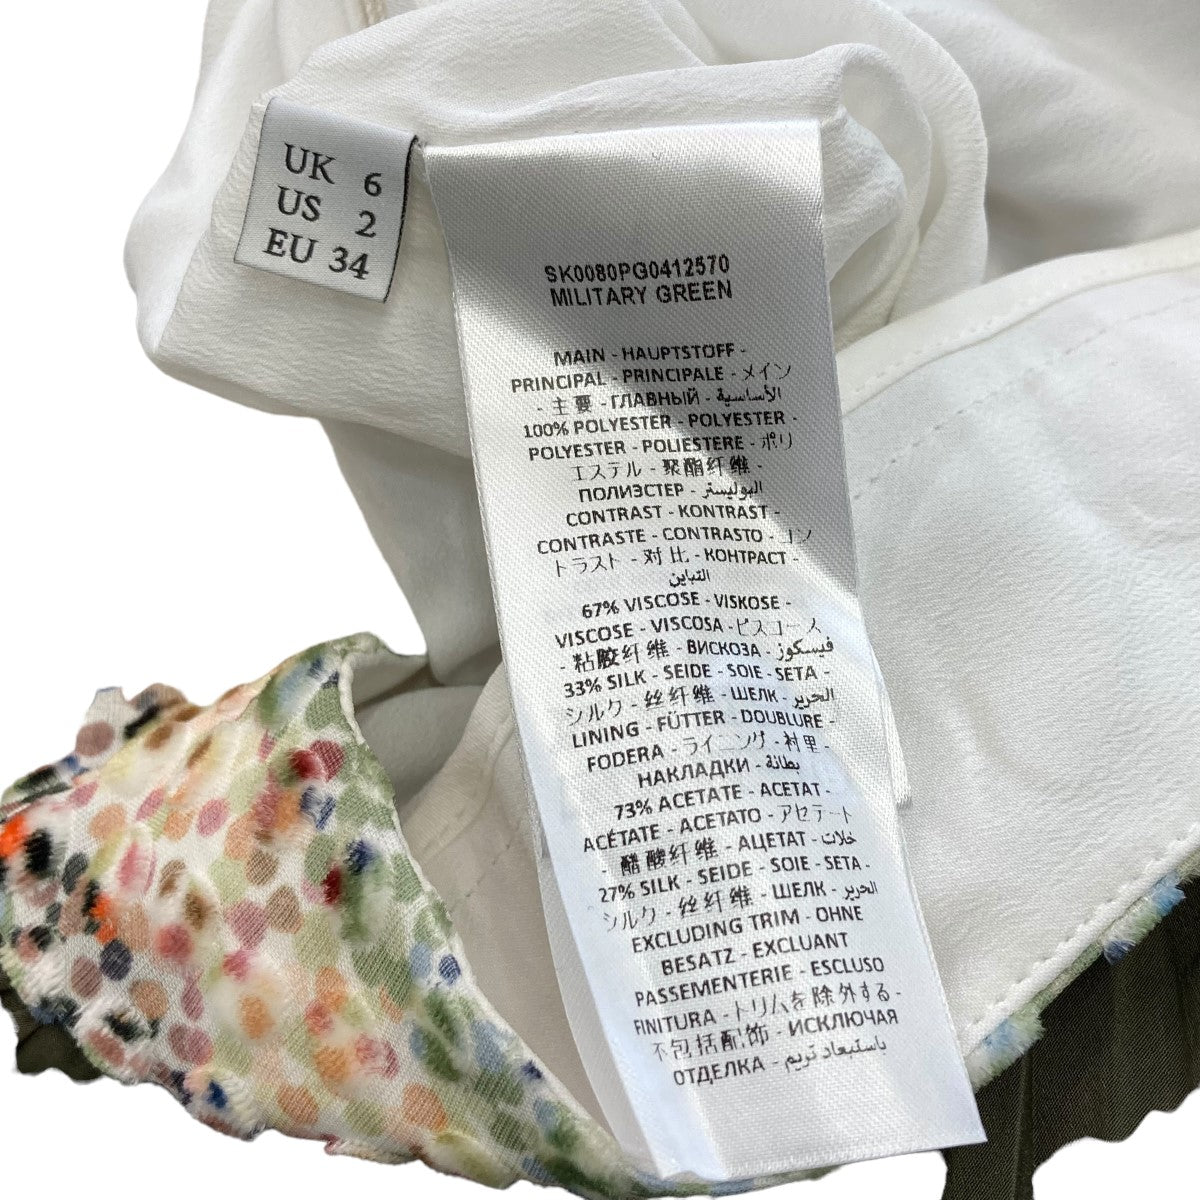 UK 6
US 2
EU 34
SK0080PG0412570
MILITARY GREEN
MAIN - HAUPTSTOFF -
PRINCIPAL - PRINCIPALE - メイン
- 主要 - ГЛАВНЫЙ - الأساسية
100% POLYESTER - POLYESTER -
POLYESTER - POLIESTERE - ポリ
エステル - 聚酯纤维 -
ПОЛИЭСТЕР - البوليستر
CONTRAST - KONTRAST -
CONTRASTE - CONTRASTO - コン
トラスト - 对比 - КОНТРАСТ -
التباين
67% VISCOSE - VISKOSE -
VISCOSE - VISCOSA - ビスコース
- 粘胶纤维 - ВИСКОЗА - فيسكوز
33% SILK - SEIDE - SOIE - SETA -
シルク - 丝纤维 - ШЕЛК - الحرير
LINING - FÜTTER - DOUBLURE -
FODERA - ライニング - 村里 -
НАКЛАДКИ - بطانة
73% ACETATE - ACETAT -
ACÉTATE - ACETATO - アセテート
- 醋酸纤维 - АЦЕТАТ - خلات
27% SILK - SEIDE - SOIE - SETA -
シルク - 丝纤维 - ШЕЛК - الحرير
EXCLUDING TRIM - OHNE
BESATZ - EXCLUANT
PASSEMENTERIE - ESCLUSO
FINITURA - トリムを除外する -
不包括配饰 - ИСКЛЮЧАЯ
ОТДЕЛКА - باستبعاد تريم